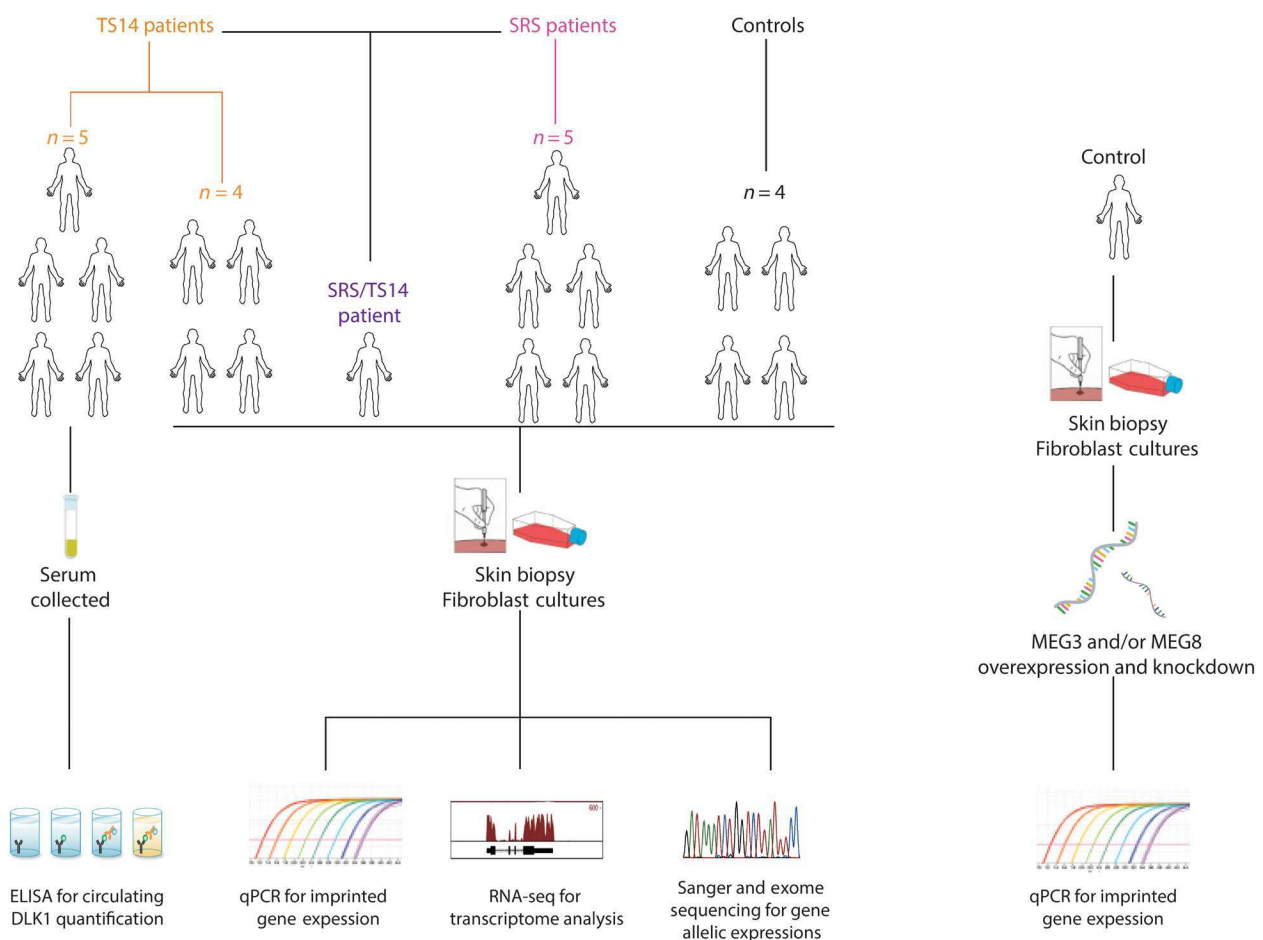 TS14 patients
SRS patients
Controls
n = 5
n = 5
n = 4
n = 4
Control
SRS/TS14
patient
Skin biopsy
Fibroblast cultures
Serum
collected
Skin biopsy
Fibroblast cultures
MEG3 and/or MEG8
overexpression and knockdown
600
ELISA for circulating
DLK1 quantification
qPCR for imprinted
gene expession
RNA-seq for
transcriptome analysis
Sanger and exome
sequencing for gene
allelic expressions
qPCR for imprinted
gene expession